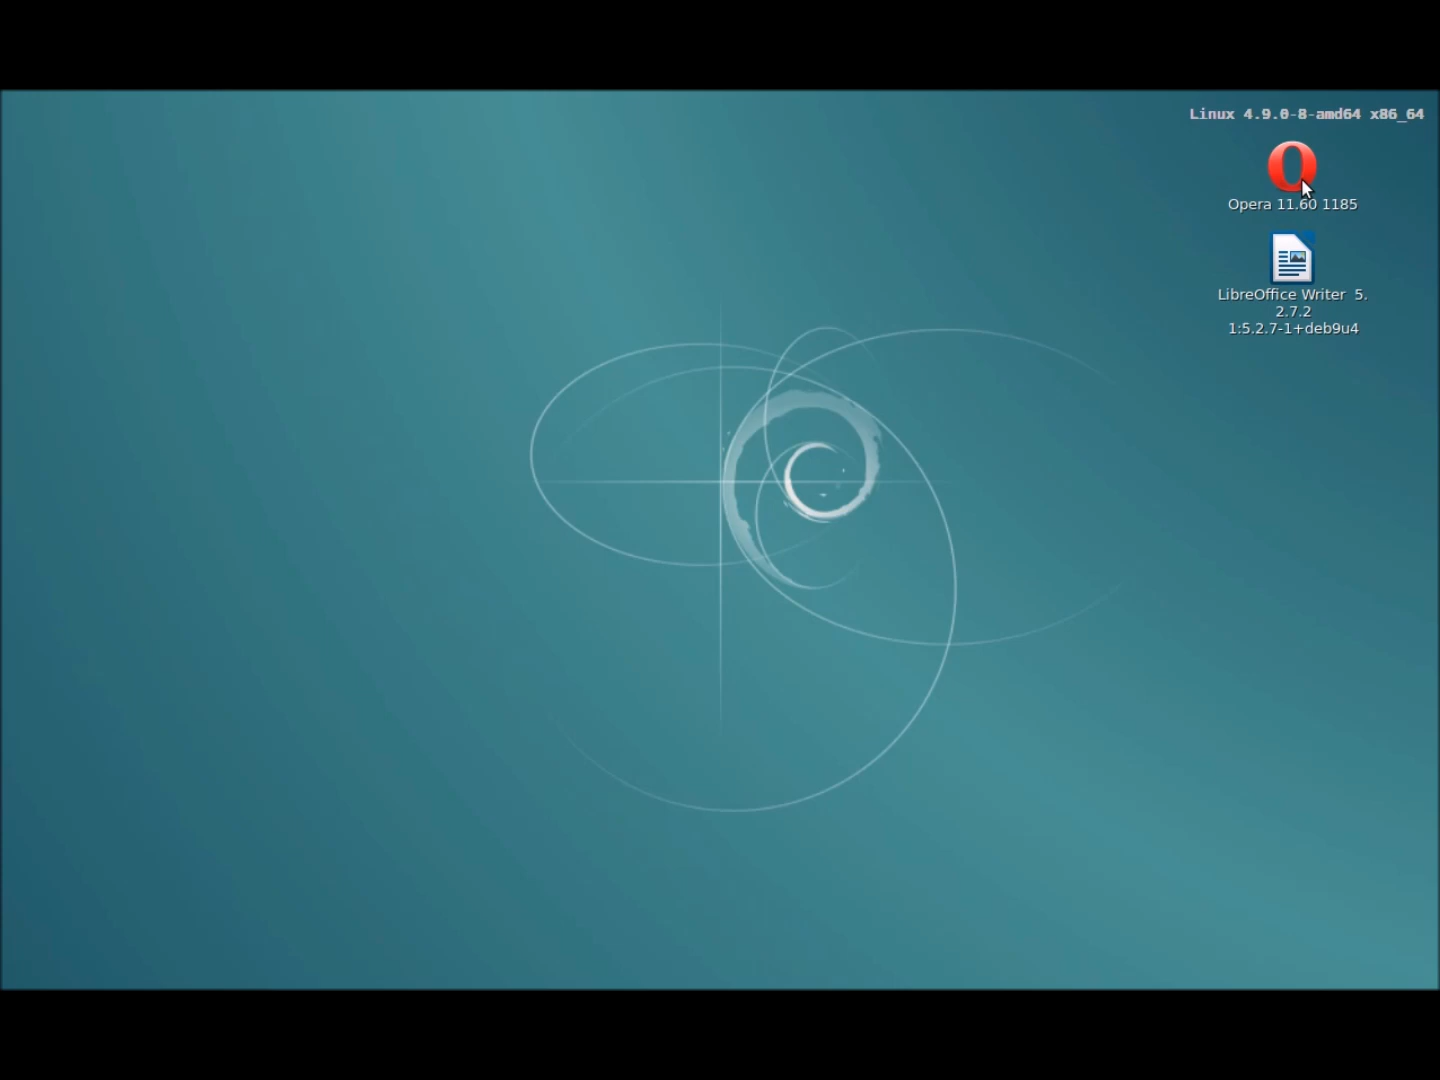 Linux 4.9.0-8-amd64 x86_64
Opera 11.60 1185
LibreOffice Writer 5.
2.7.2
1:5.2.7-1+deb9u4